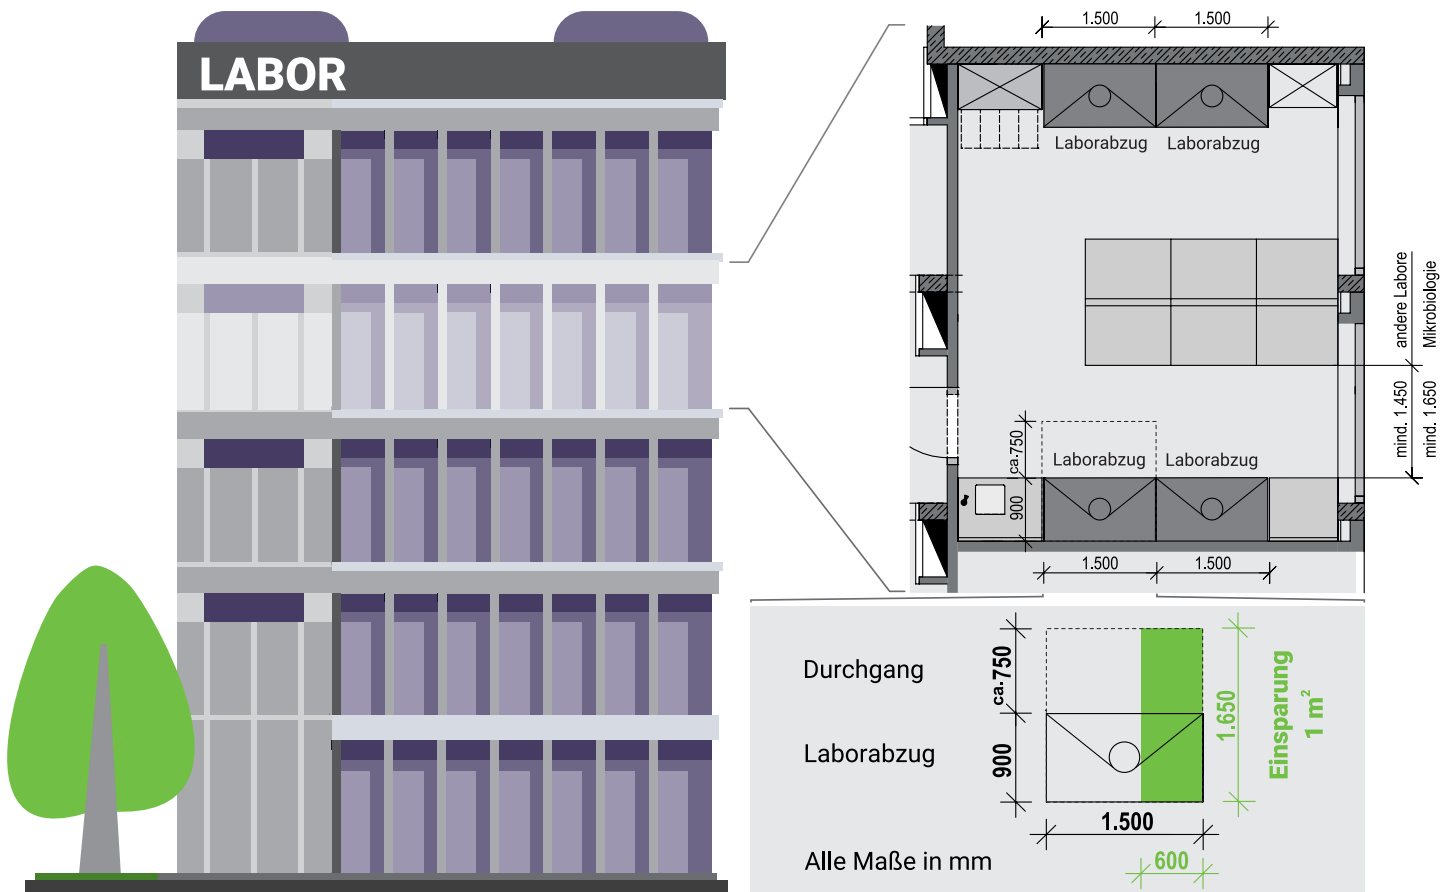 LABOR
1.500
1.500
Laborabzug
Laborabzug
andere Labore
Mikrobiologie
mind. 1.450
mind. 1.650
ca.750
900
Laborabzug
Laborabzug
1.500
1.500
Durchgang
ca.750
Laborabzug
900
1.500
Alle Maße in mm
600
1.650
Einsparung
1 m²